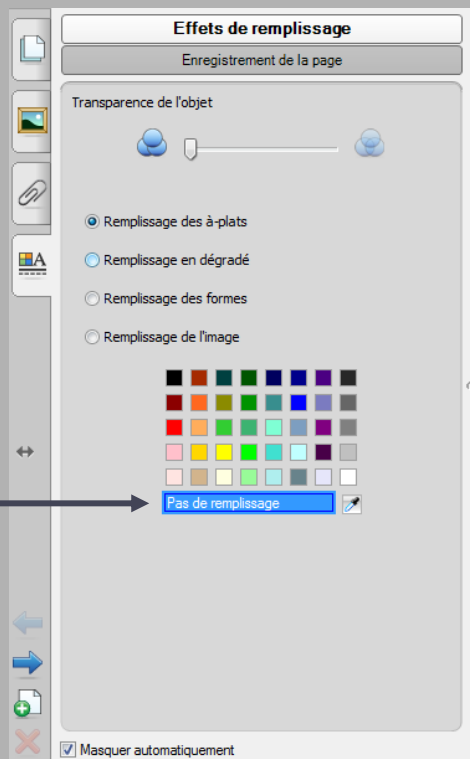 Effets de remplissage
Enregistrement de la page
Transparence de l'objet
Remplissage des à-plats
Remplissage en dégradé
Remplissage des formes
Remplissage de l'image
Pas de remplissage
Masquer automatiquement